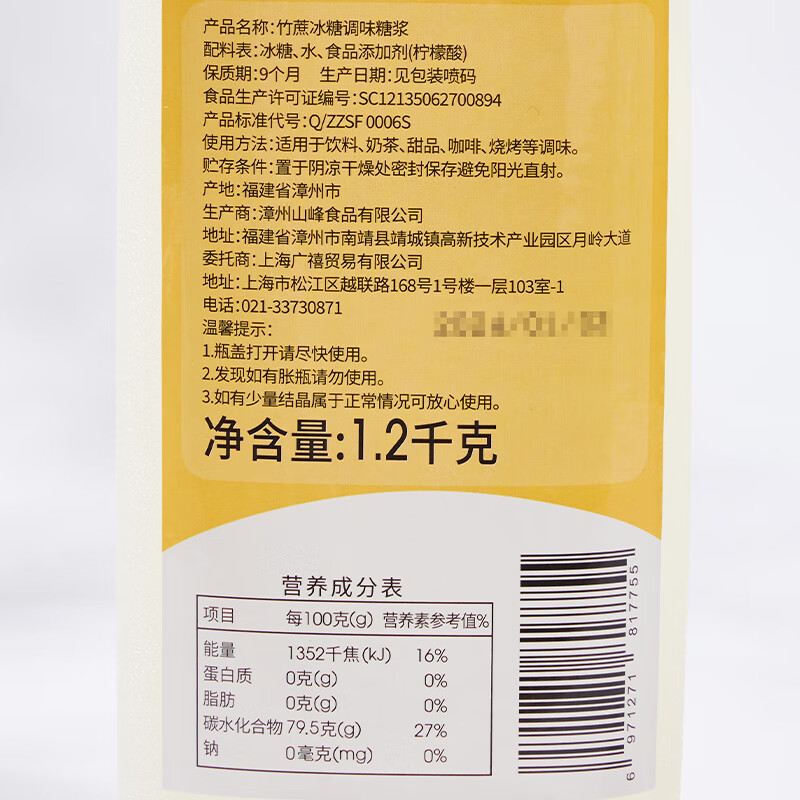 产品名称:竹蔗冰糖调味糖浆
配料表:冰糖、水、食品添加剂(柠檬酸)
保质期:9个月 生产日期:见包装喷码
食品生产许可证编号:SC12135062700894
产品标准代号:Q/ZZSF 0006S
使用方法:适用于饮料、奶茶、甜品、咖啡、烧烤等调味。
贮存条件:置于阴凉干燥处密封保存避免阳光直射。
产地:福建省漳州市
生产商:漳州山峰食品有限公司
地址:福建省漳州市南靖县靖城镇高新技术产业园区月岭大道
委托商:上海广禧贸易有限公司
地址:上海市松江区越联路168号1号楼一层103室-1
电话:021-33730871
温馨提示:
1.瓶盖打开请尽快使用。
2.发现如有胀瓶请勿使用。
3.如有少量结晶属于正常情况可放心使用。
净含量:1.2千克
营养成分表
项目 每100克(g) 营养素参考值%
能量 1352千焦(kJ) 16%
蛋白质 0克(g) 0%
脂肪 0克(g) 0%
碳水化合物 79.5克(g) 27%
钠 0毫克(mg) 0%
6 971271 817755